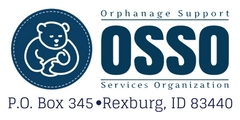 Orphanage Support
OSSO
Services Organization
P.O. Box 345•Rexburg, ID 83440